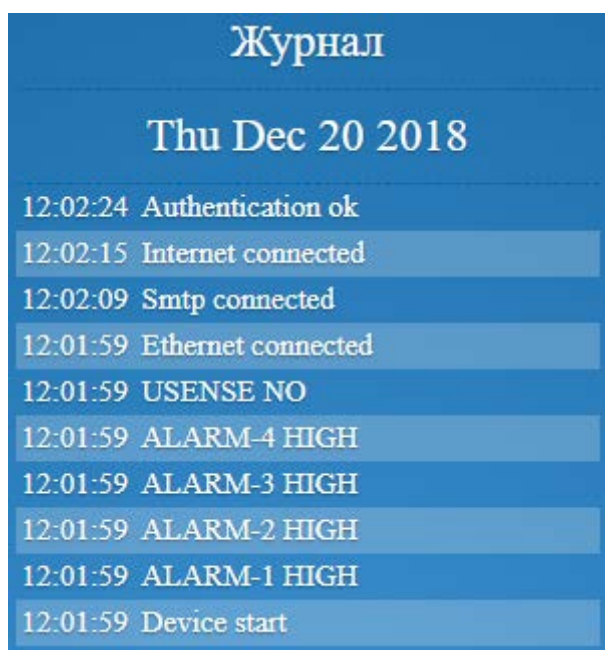 Журнал
Thu Dec 20 2018
12:02:24 Authentication ok
12:02:15 Internet connected
12:02:09 Smtp connected
12:01:59 Ethernet connected
12:01:59 USENSE NO
12:01:59 ALARM-4 HIGH
12:01:59 ALARM-3 HIGH
12:01:59 ALARM-2 HIGH
12:01:59 ALARM-1 HIGH
12:01:59 Device start